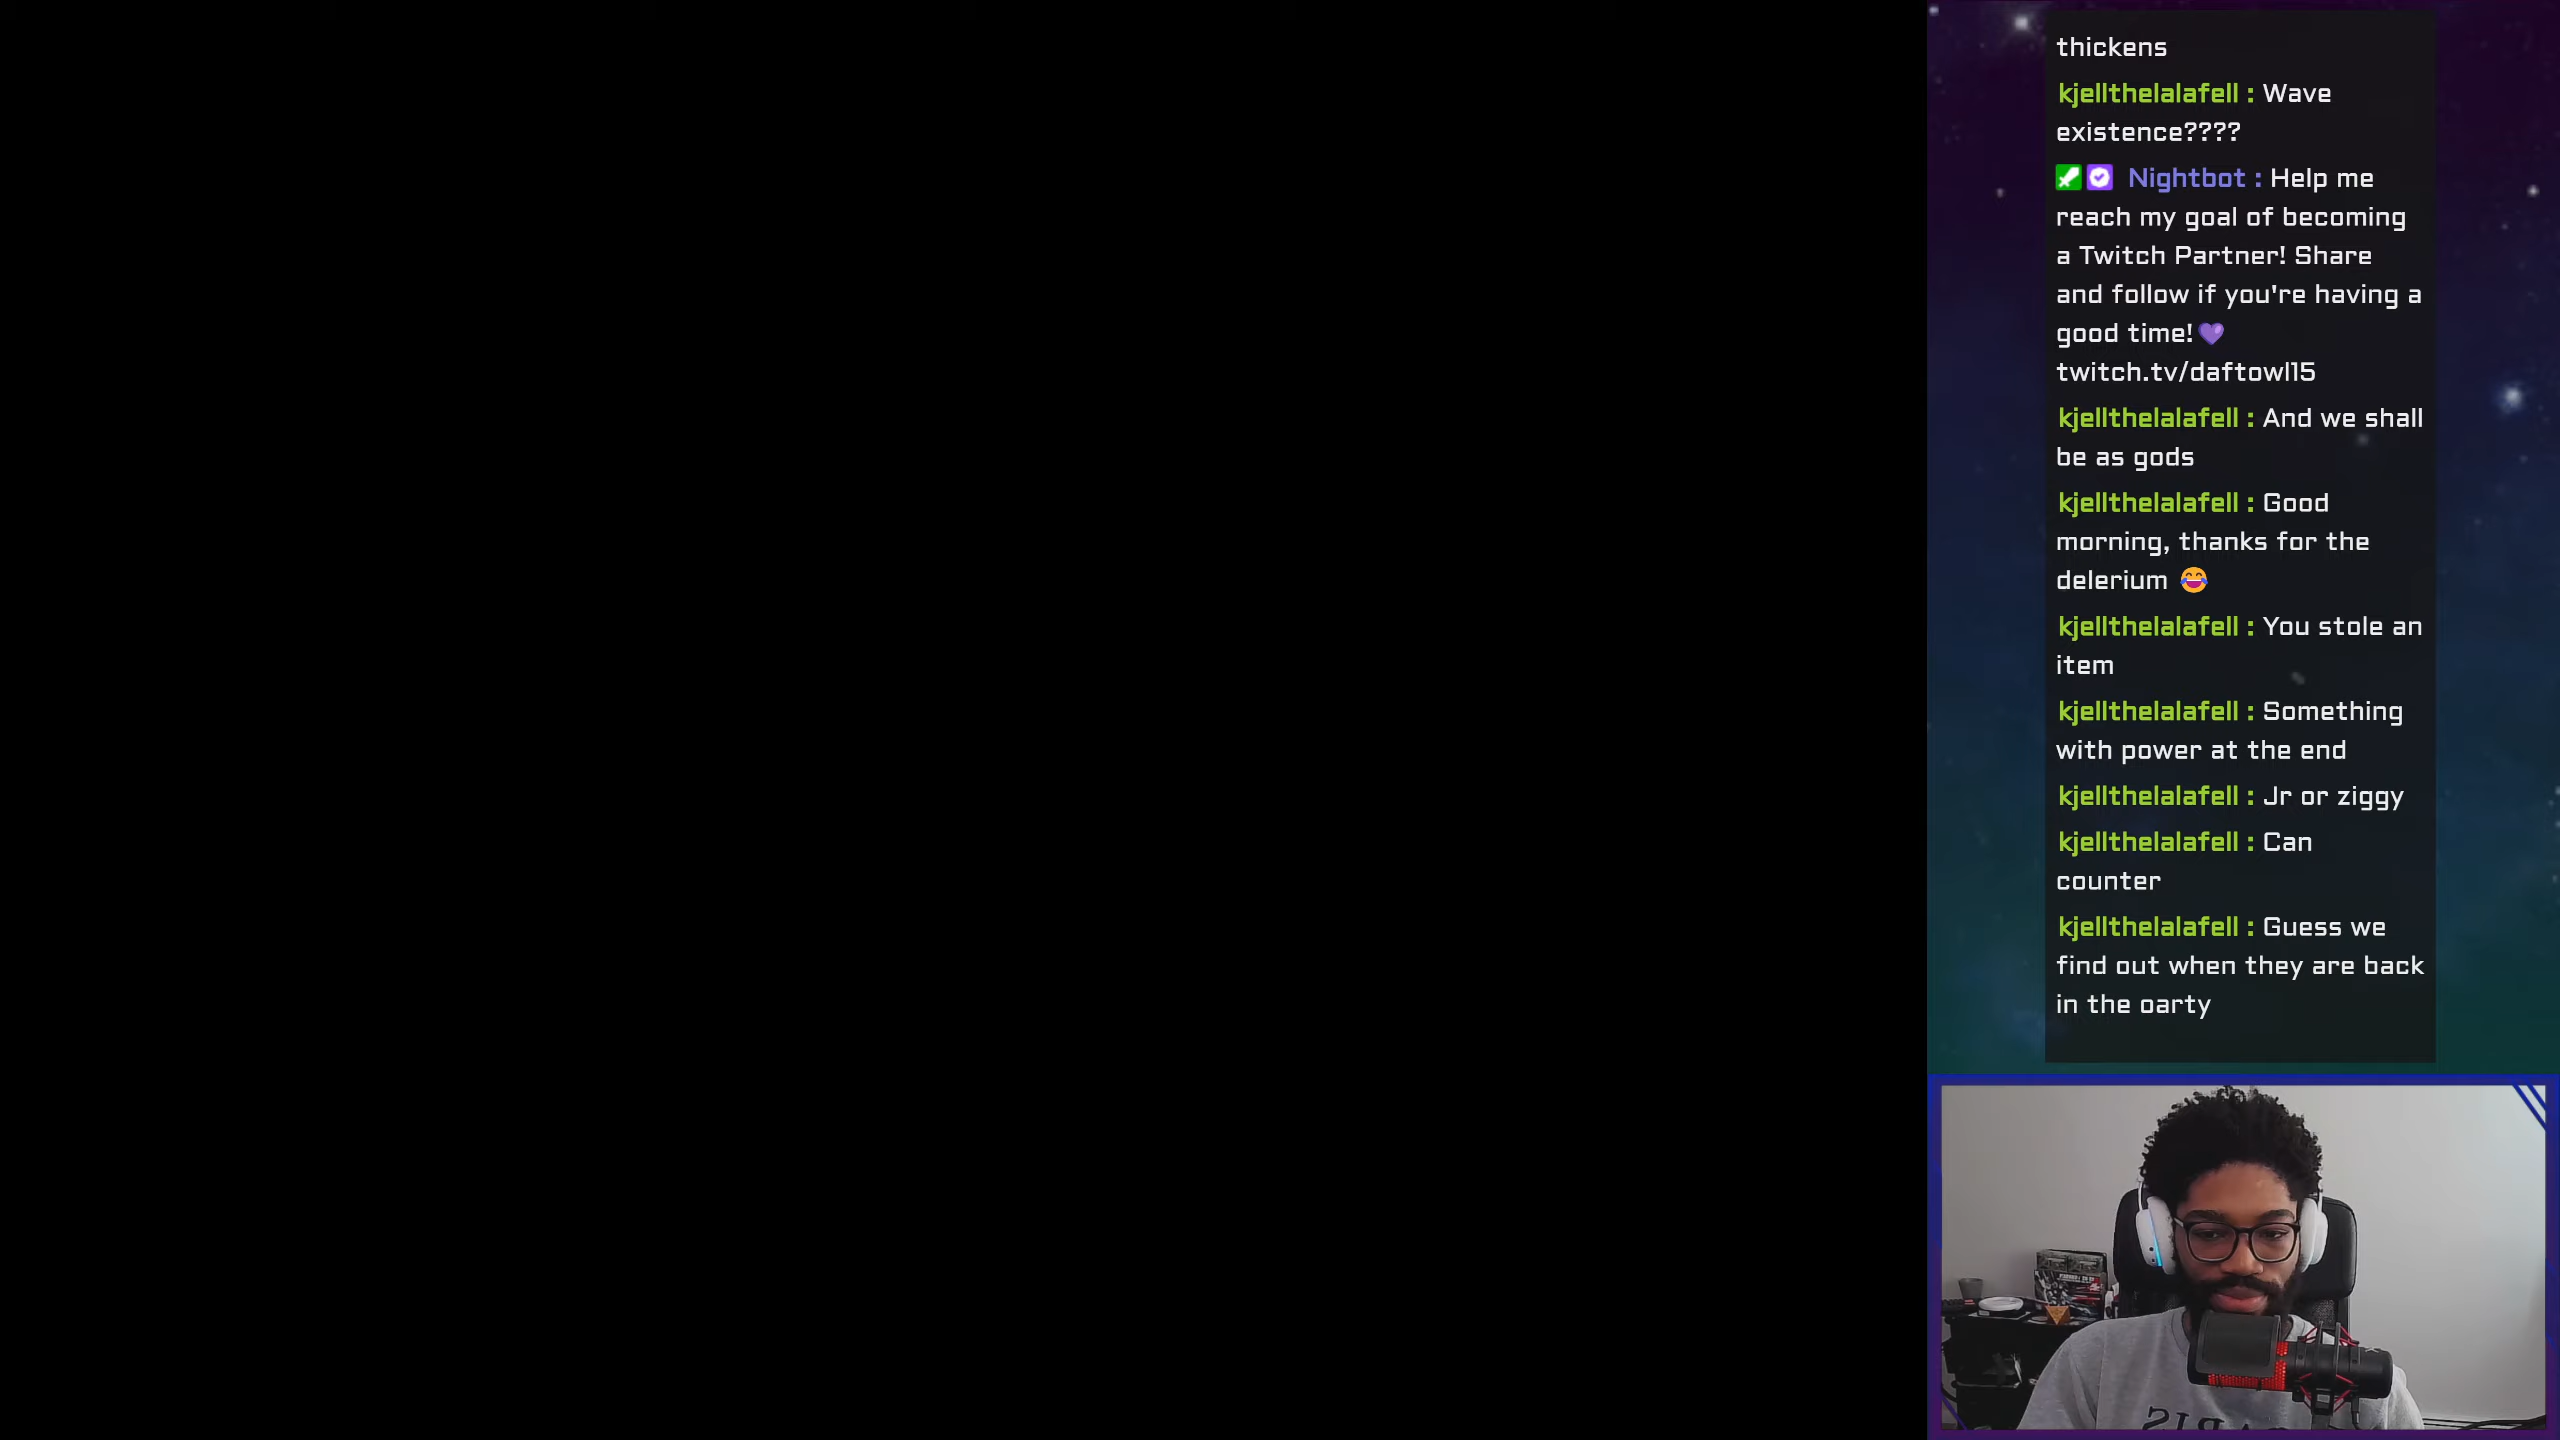 thickens
kjellthelalafell : Wave
existence????
Nightbot : Help me
reach my goal of becoming
a Twitch Partner! Share
and follow if you're having a
good time!💜
twitch.tv/daftowl15
kjellthelalafell : And we shall
be as gods
kjellthelalafell : Good
morning, thanks for the
delerium 😂
kjellthelalafell : You stole an
item
kjellthelalafell : Something
with power at the end
kjellthelalafell : Jr or ziggy
kjellthelalafell : Can
counter
kjellthelalafell : Guess we
find out when they are back
in the oarty